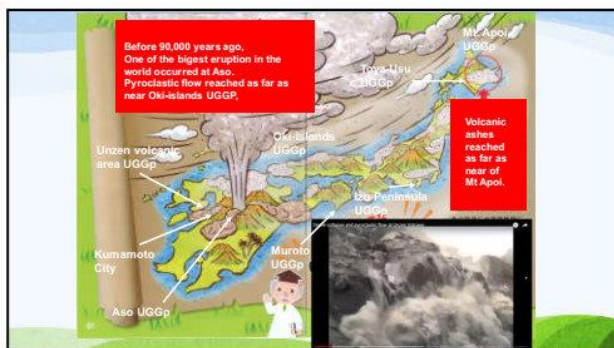 Before 90,000 years ago,
One of the bigest eruption in the
world occurred at Aso.
Pyroclastic flow reached as far as
near Oki-islands UGGP,
Mt. Apoi
UGGp
Toya-Usu
UGGp
Volcanic
ashes
reached
as far as
near of
Mt Apoi.
Oki-Islands
UGGp
Unzen volcanic
area UGGp
Izu Peninsula
UGGp
Kumamoto
City
Muroto
UGGp
Aso UGGp